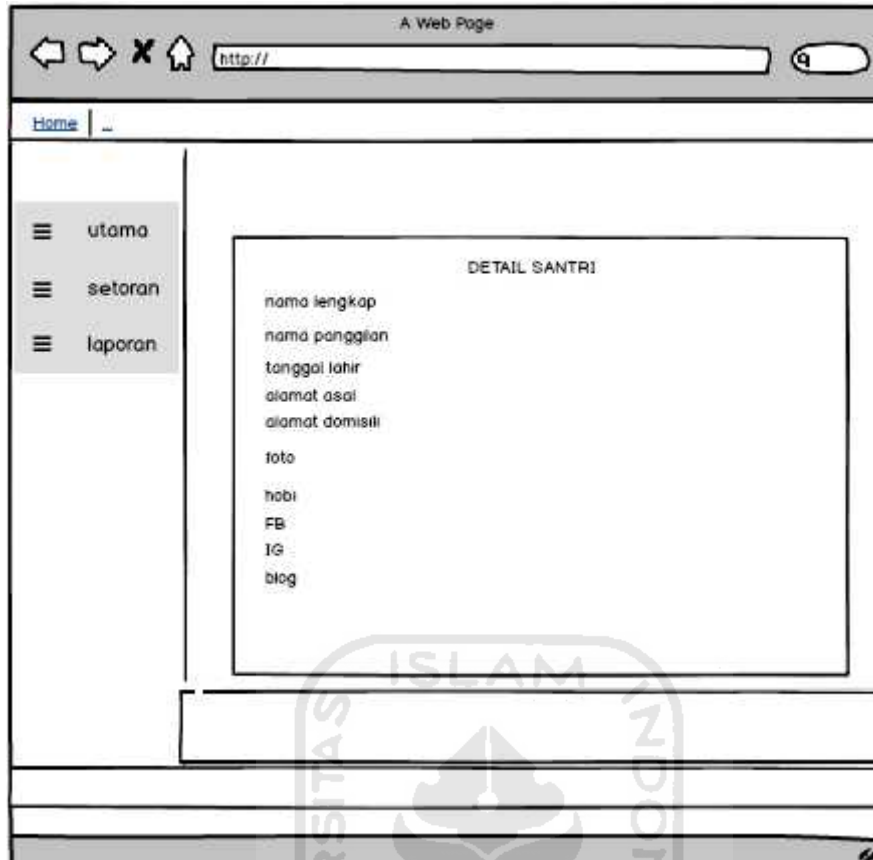 A Web Page
http://
Home | ...
utama
setoran
laporan
DETAIL SANTRI
nama lengkap
nama panggilan
tanggal lahir
alamat asal
alamat domisili
foto
hobi
FB
IG
blog
ISLAM